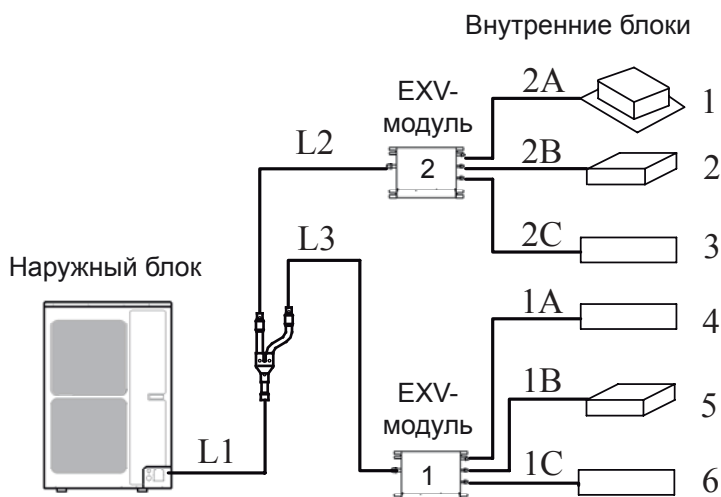 Внутренние блоки
EXV-
модуль
2
2A
1
2B
2
2C
3
L2
L3
Наружный блок
L1
EXV-
модуль
1
1A
4
1B
5
1C
6